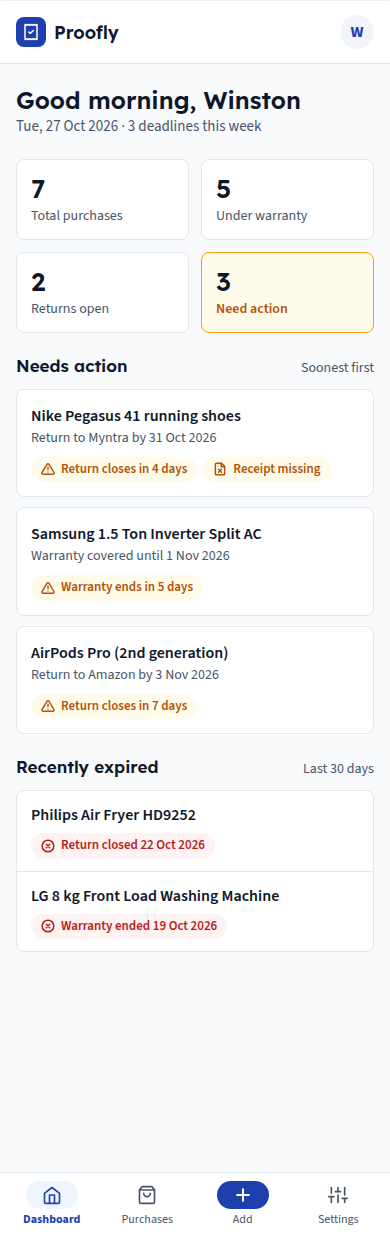 Proofly
W
Good morning, Winston
Tue, 27 Oct 2026 · 3 deadlines this week
7
Total purchases
5
Under warranty
2
Returns open
3
Need action
Needs action
Soonest first
Nike Pegasus 41 running shoes
Return to Myntra by 31 Oct 2026
Return closes in 4 days
Receipt missing
Samsung 1.5 Ton Inverter Split AC
Warranty covered until 1 Nov 2026
Warranty ends in 5 days
AirPods Pro (2nd generation)
Return to Amazon by 3 Nov 2026
Return closes in 7 days
Recently expired
Last 30 days
Philips Air Fryer HD9252
Return closed 22 Oct 2026
LG 8 kg Front Load Washing Machine
Warranty ended 19 Oct 2026
Dashboard
Purchases
Add
Settings